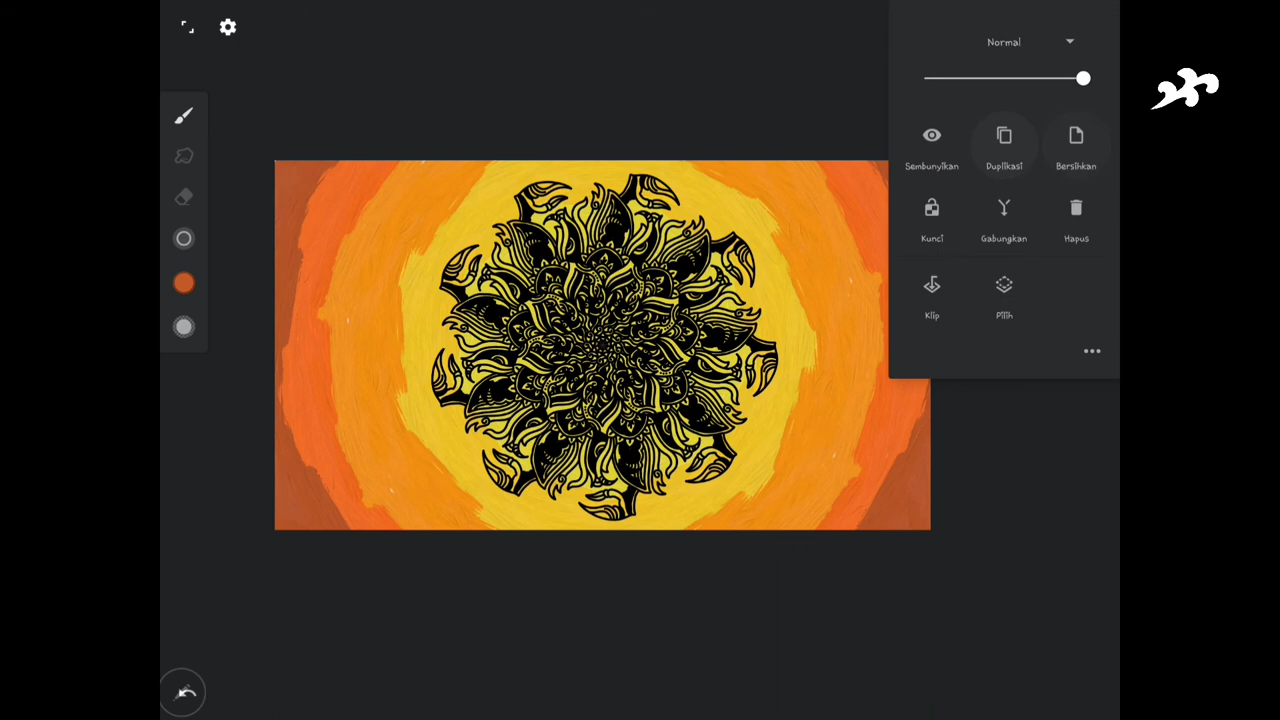 Normal
Sembunyikan Duplikasi Bersihkan
Kunci Gabungkan Hapus
Klip Pilih